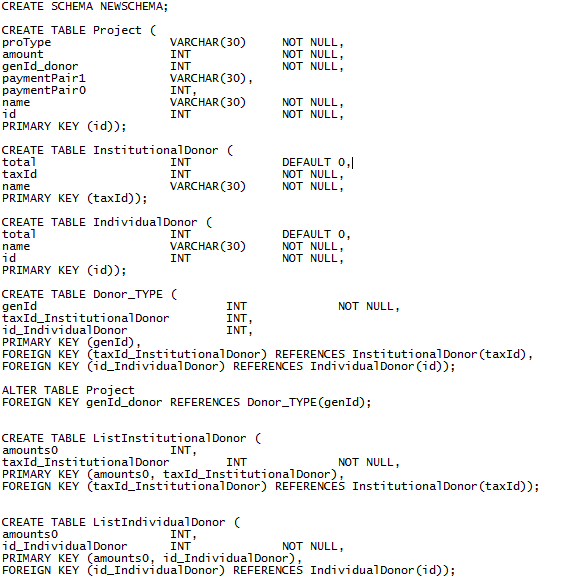 CREATE SCHEMA NEWSCHEMA;
CREATE TABLE Project (
proType VARCHAR(30) NOT NULL,
amount INT NOT NULL,
genId_donor INT NOT NULL,
paymentPair1 VARCHAR(30),
paymentPair0 INT,
name VARCHAR(30) NOT NULL,
id INT NOT NULL,
PRIMARY KEY (id));
CREATE TABLE InstitutionalDonor (
total INT DEFAULT 0,
taxId INT NOT NULL,
name VARCHAR(30) NOT NULL,
PRIMARY KEY (taxId));
CREATE TABLE IndividualDonor (
total INT DEFAULT 0,
name VARCHAR(30) NOT NULL,
id INT NOT NULL,
PRIMARY KEY (id));
CREATE TABLE Donor_TYPE (
genId INT NOT NULL,
taxId_InstitutionalDonor INT,
id_IndividualDonor INT,
PRIMARY KEY (genId),
FOREIGN KEY (taxId_InstitutionalDonor) REFERENCES InstitutionalDonor(taxId),
FOREIGN KEY (id_IndividualDonor) REFERENCES IndividualDonor(id));
ALTER TABLE Project
FOREIGN KEY genId_donor REFERENCES Donor_TYPE(genId);
CREATE TABLE ListInstitutionalDonor (
amounts0 INT,
taxId_InstitutionalDonor INT NOT NULL,
PRIMARY KEY (amounts0, taxId_InstitutionalDonor),
FOREIGN KEY (taxId_InstitutionalDonor) REFERENCES InstitutionalDonor(taxId));
CREATE TABLE ListIndividualDonor (
amounts0 INT,
id_IndividualDonor INT NOT NULL,
PRIMARY KEY (amounts0, id_IndividualDonor),
FOREIGN KEY (id_IndividualDonor) REFERENCES IndividualDonor(id));